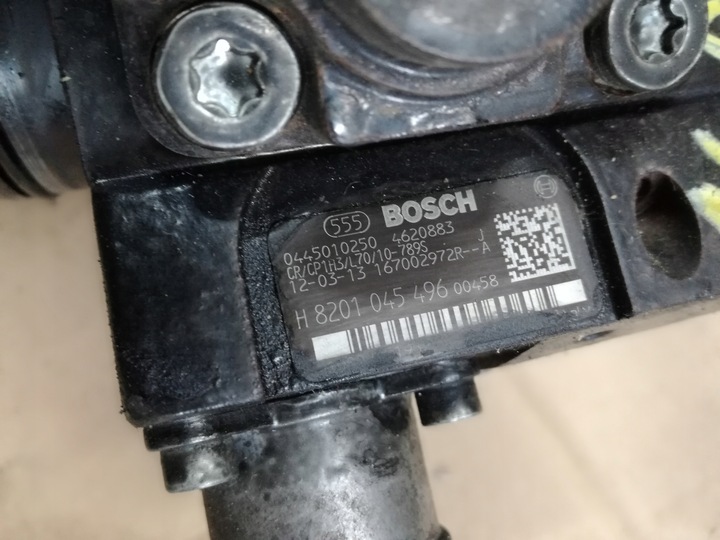 555 BOSCH
0445010250 4620883 J
CR/CP1H3/L70/10-789S
12-03-13 167002972R--A
H 8201 045 496 00458